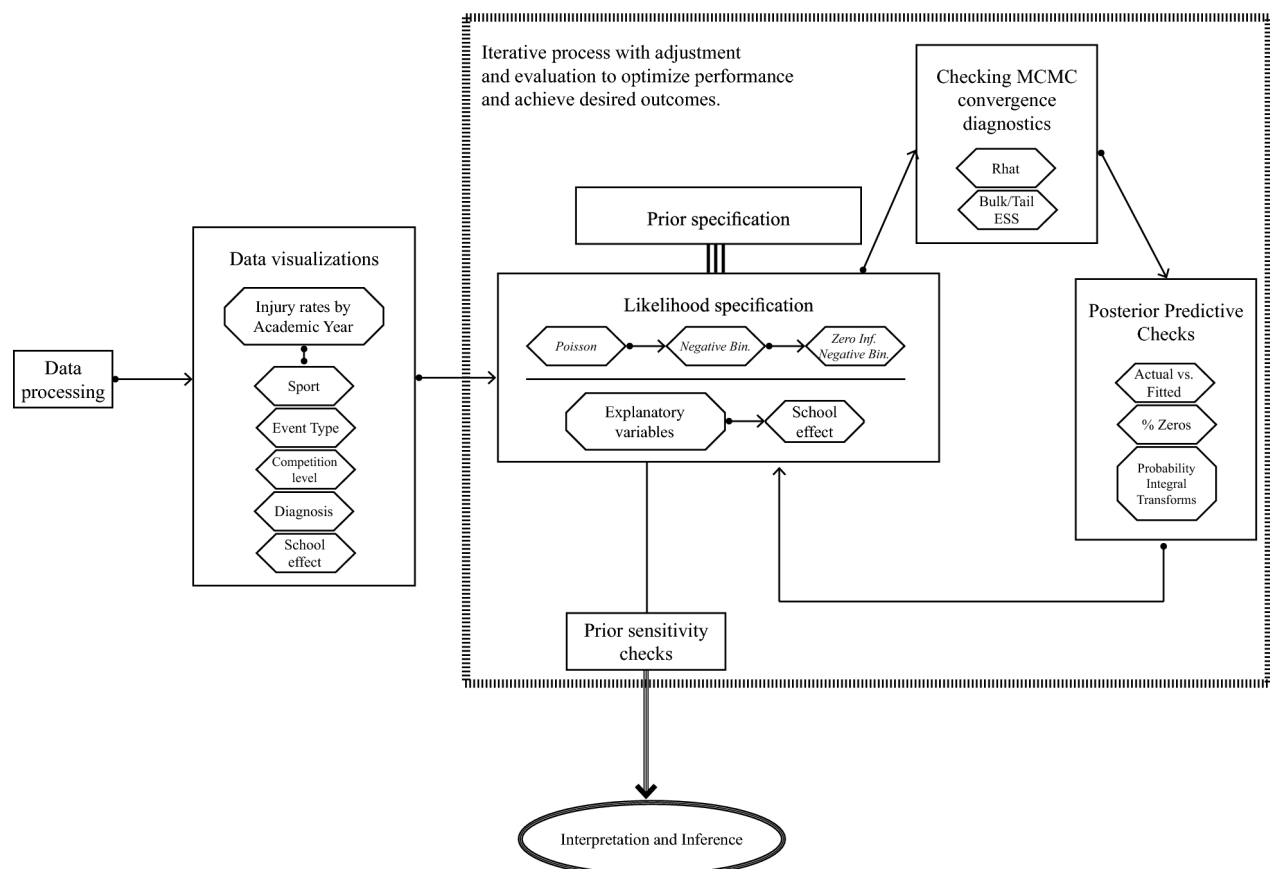 Iterative process with adjustment
and evaluation to optimize performance
and achieve desired outcomes.
Checking MCMC
convergence
diagnostics
Rhat
Bulk/Tail
ESS
Prior specification
Data visualizations
Injury rates by
Academic Year
Sport
Event Type
Competition
level
Diagnosis
School
effect
Data
processing
Likelihood specification
Poisson
Negative Bin.
Zero Inf.
Negative Bin.
Explanatory
variables
School
effect
Posterior Predictive
Checks
Actual vs.
Fitted
% Zeros
Probability
Integral
Transforms
Prior sensitivity
checks
Interpretation and Inference